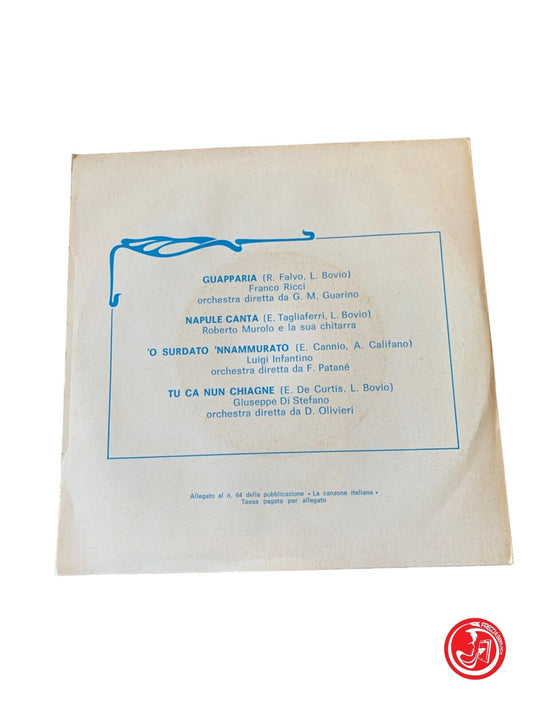 GUAPPARIA (R. Falvo, L. Bovio)
Franco Ricci
orchestra diretta da G. M. Guarino
NAPULE CANTA (E. Tagliaferri, L. Bovio)
Roberto Murolo e la sua chitarra
'O SURDATO 'NNAMMURATO (E. Cannio, A. Califano)
Luigi Infantino
orchestra diretta da F. Patané
TU CA NUN CHIAGNE (E. De Curtis, L. Bovio)
Giuseppe Di Stefano
orchestra diretta da D. Olivieri
Allegato al n. 64 della pubblicazione « La canzone Italiana »
Tassa pagata per allegato